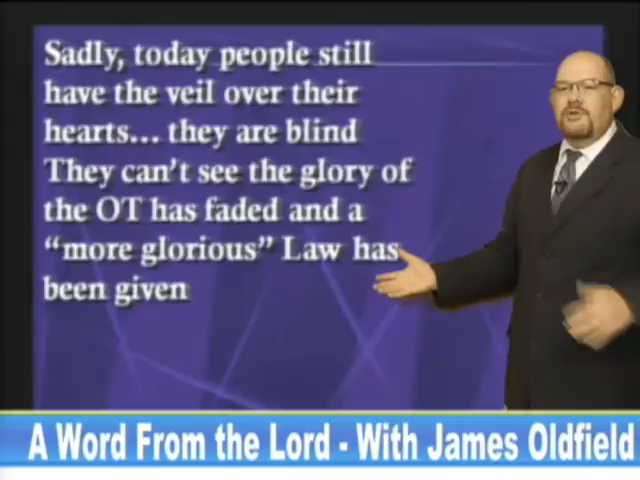 Sadly, today people still
have the veil over their
hearts... they are blind
They can't see the glory of
the OT has faded and a
“more glorious” Law has
been given
A Word From the Lord - With James Oldfield